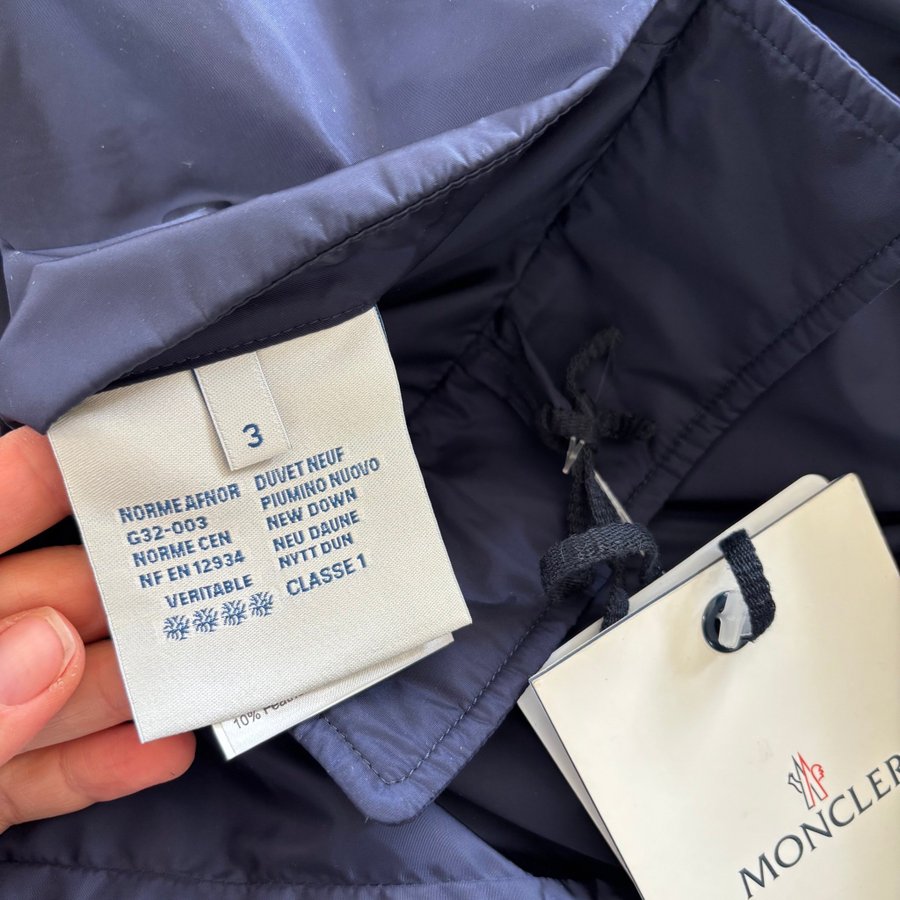 3
NORME AFNOR
G32-003
NORME CEN
NF EN 12934
VERITABLE
DUVET NEUF
PIUMINO NUOVO
NEW DOWN
NEU DAUNE
NYTT DUN
CLASSE 1
10%
MONCLER